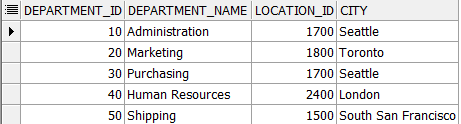 DEPARTMENT_ID DEPARTMENT_NAME LOCATION_ID CITY
10 Administration 1700 Seattle
20 Marketing 1800 Toronto
30 Purchasing 1700 Seattle
40 Human Resources 2400 London
50 Shipping 1500 South San Francisco